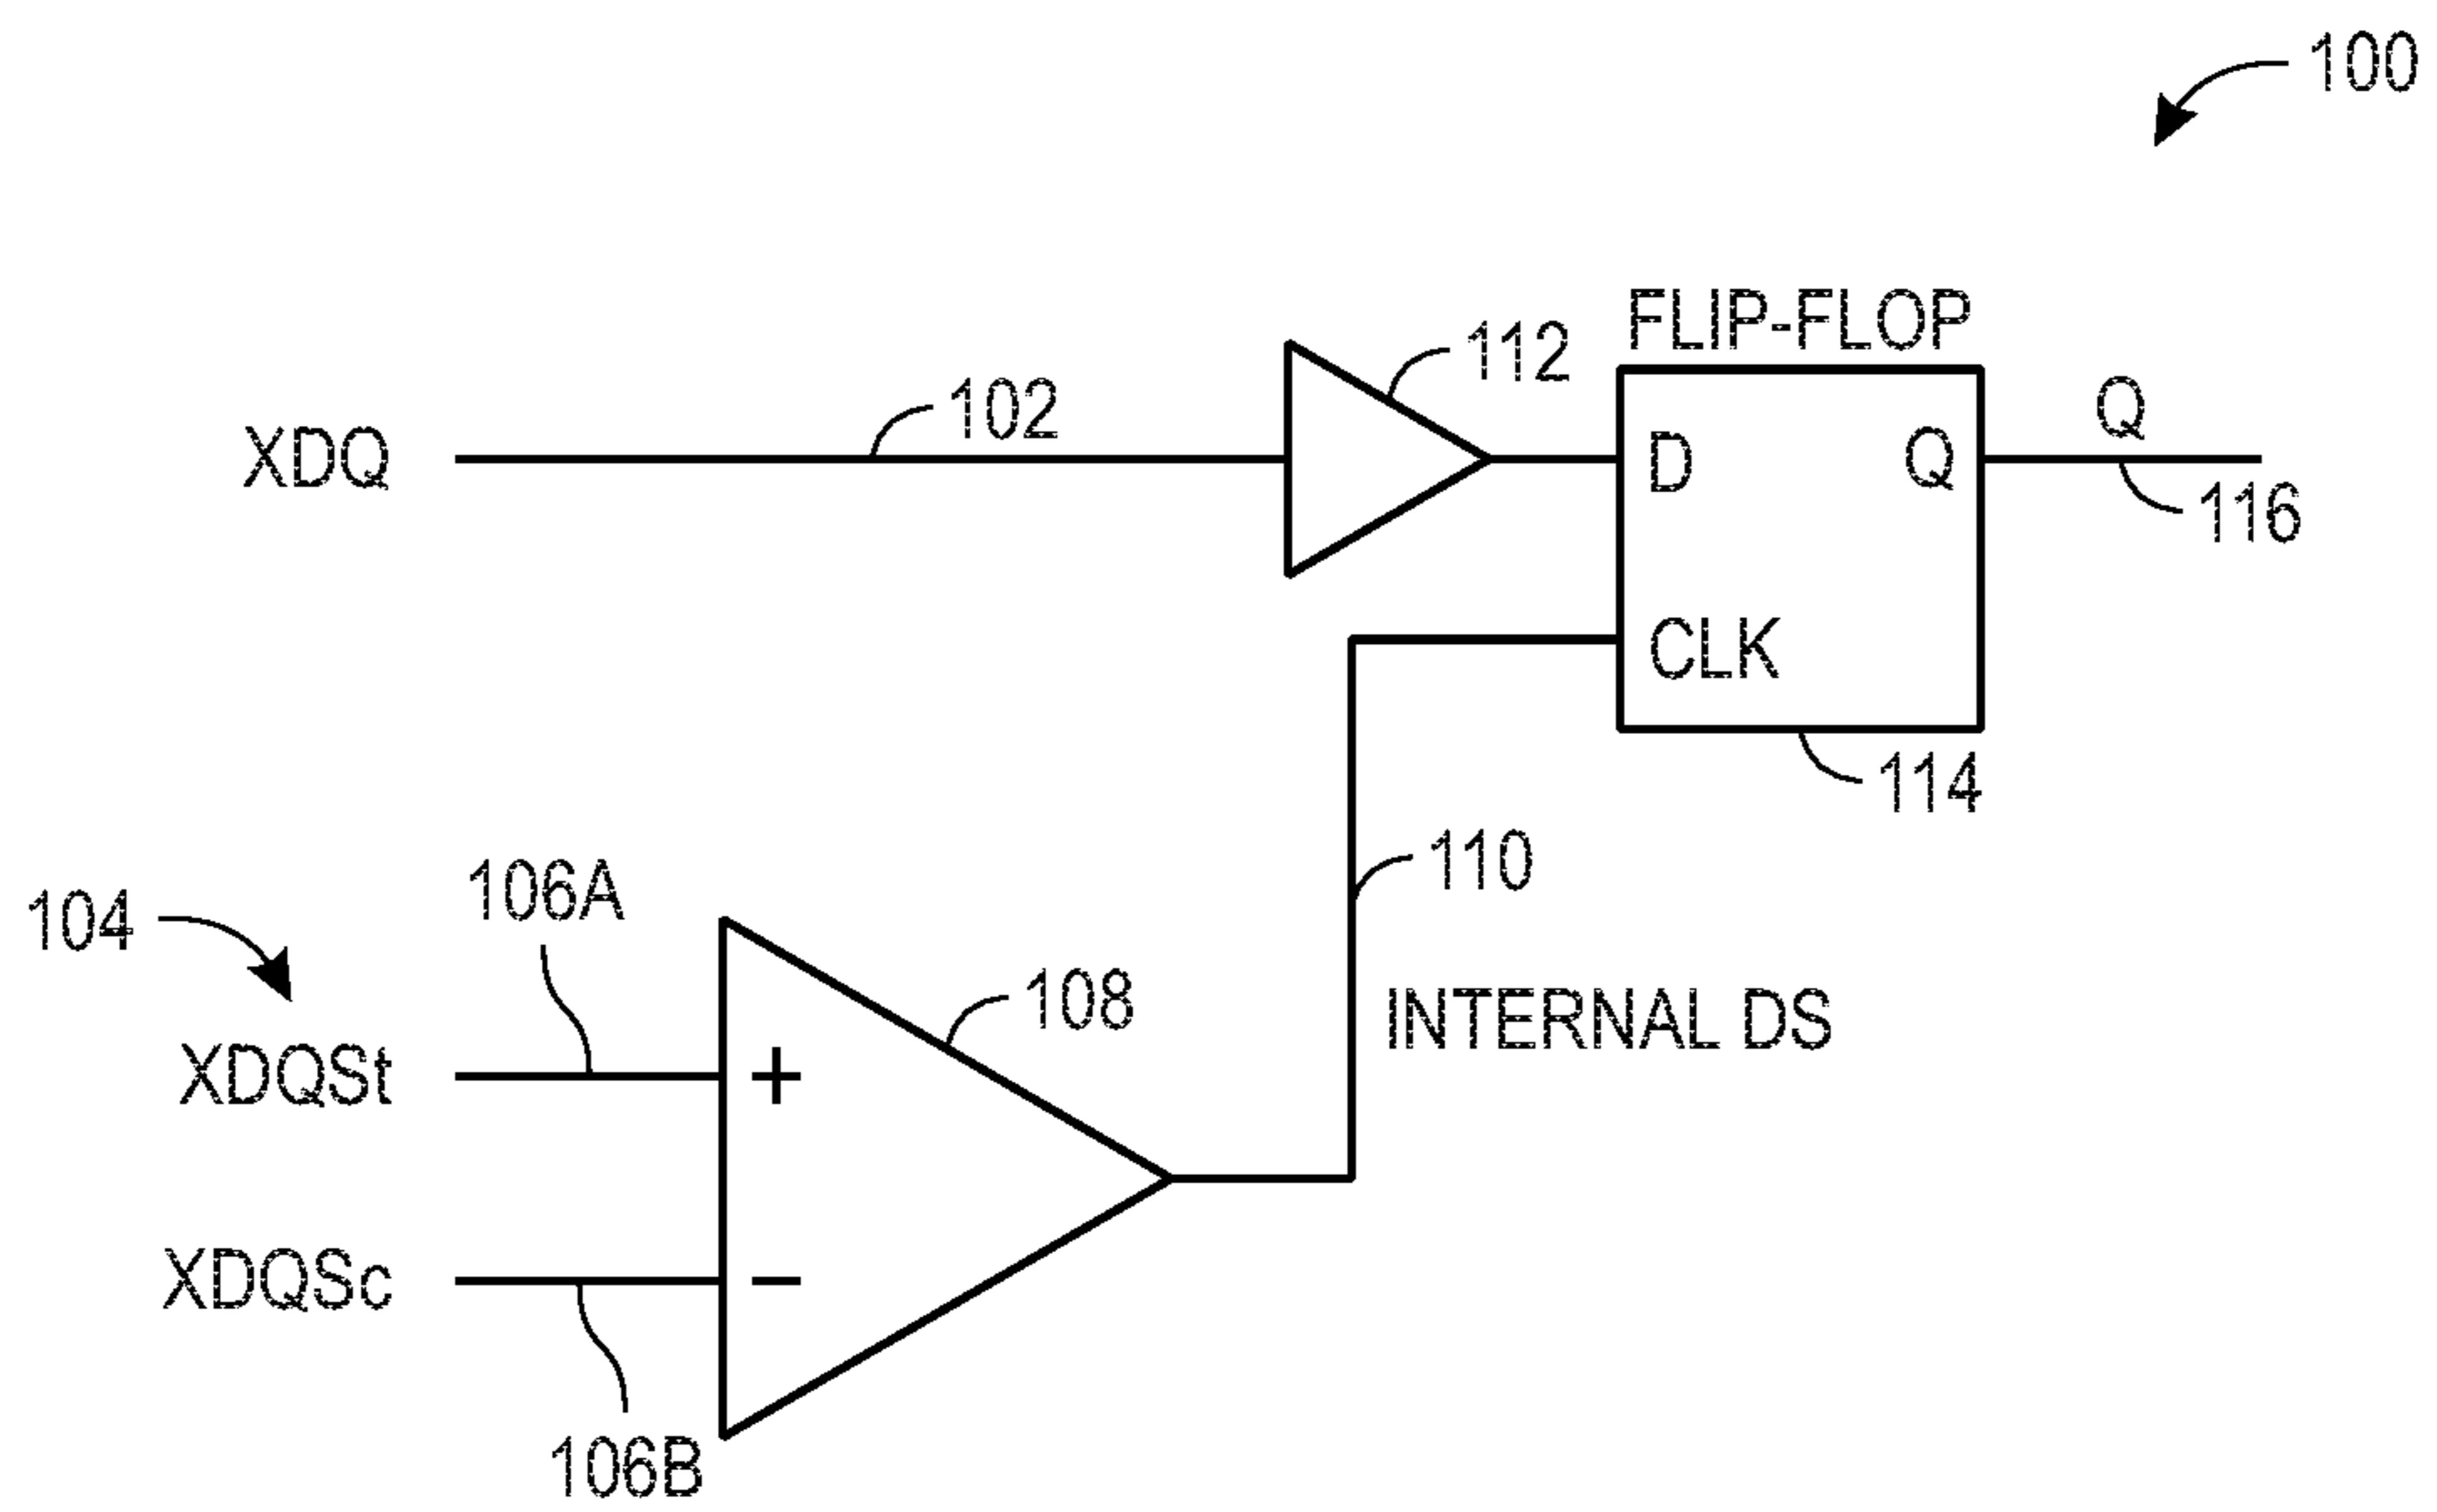 100
FLIP-FLOP
112
102
XDQ
D
Q
Q
116
CLK
114
110
106A
104
108
INTERNAL DS
XDQSt
+
XDQSc
−
106B